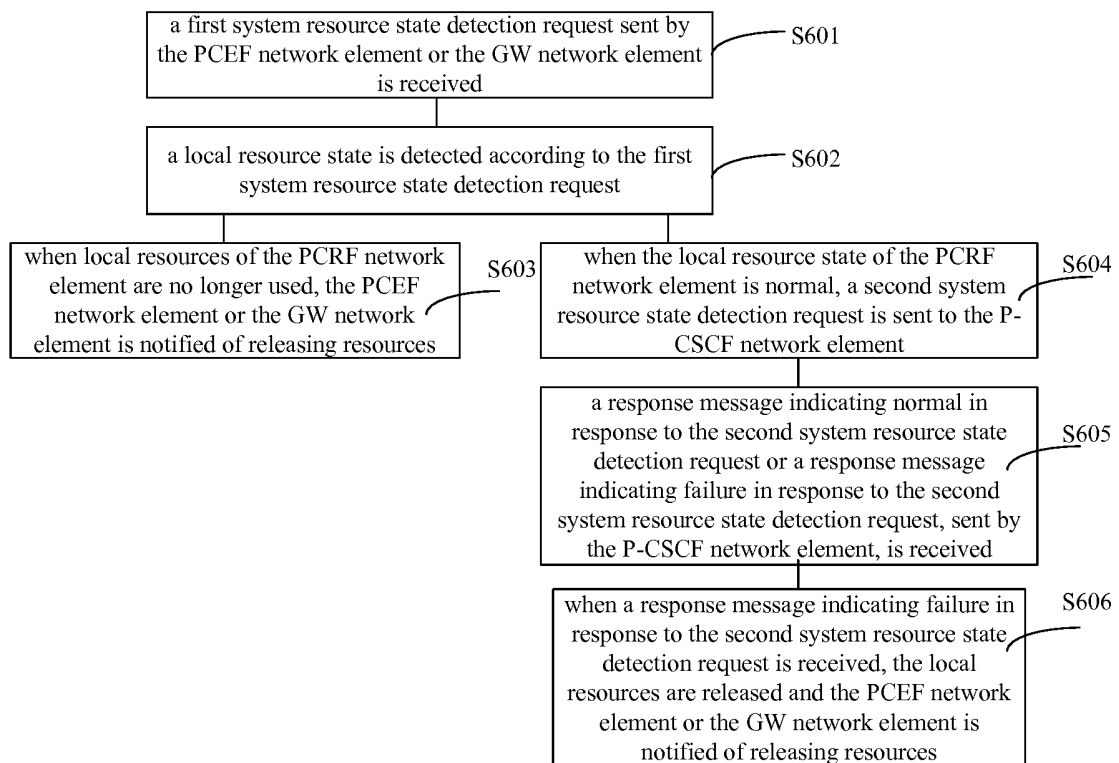 a first system resource state detection request sent by
the PCEF network element or the GW network element
is received
S601
a local resource state is detected according to the first
system resource state detection request
S602
when local resources of the PCRF network
element are no longer used, the PCEF
network element or the GW network
element is notified of releasing resources
S603
when the local resource state of the PCRF
network element is normal, a second system
resource state detection request is sent to the P-
CSCF network element
S604
a response message indicating normal in
response to the second system resource state
detection request or a response message
indicating failure in response to the second
system resource state detection request, sent by
the P-CSCF network element, is received
S605
when a response message indicating failure in
response to the second system resource state
detection request is received, the local
resources are released and the PCEF network
element or the GW network element is
notified of releasing resources
S606